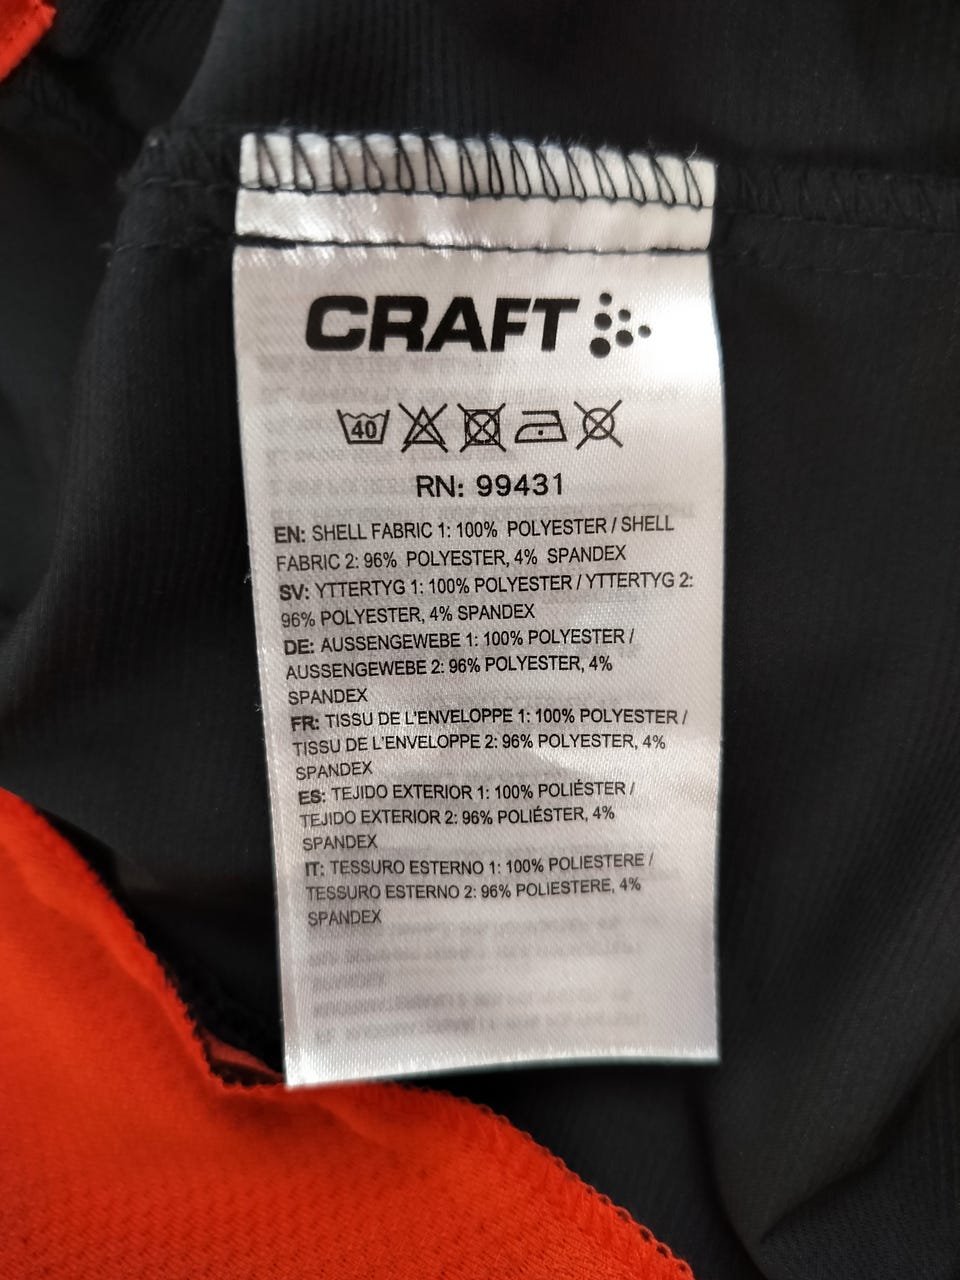 CRAFT
40
RN: 99431
EN: SHELL FABRIC 1: 100% POLYESTER / SHELL
FABRIC 2: 96% POLYESTER, 4% SPANDEX
SV: YTTERTYG 1: 100% POLYESTER / YTTERTYG 2:
96% POLYESTER, 4% SPANDEX
DE: AUSSENGEWEBE 1: 100% POLYESTER /
AUSSENGEWEBE 2: 96% POLYESTER, 4%
SPANDEX
FR: TISSU DE L'ENVELOPPE 1: 100% POLYESTER /
TISSU DE L'ENVELOPPE 2: 96% POLYESTER, 4%
SPANDEX
ES: TEJIDO EXTERIOR 1: 100% POLIÉSTER /
TEJIDO EXTERIOR 2: 96% POLIÉSTER, 4%
SPANDEX
IT: TESSURO ESTERNO 1: 100% POLIESTERE /
TESSURO ESTERNO 2: 96% POLIESTERE, 4%
SPANDEX